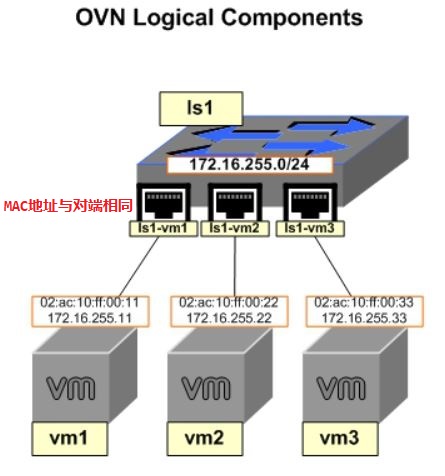 OVN Logical Components
ls1
172.16.255.0/24
MAC地址与对端相同
ls1-vm1
ls1-vm2
ls1-vm3
02:ac:10:ff:00:11
172.16.255.11
02:ac:10:ff:00:22
172.16.255.22
02:ac:10:ff:00:33
172.16.255.33
vm
vm
vm
vm1
vm2
vm3